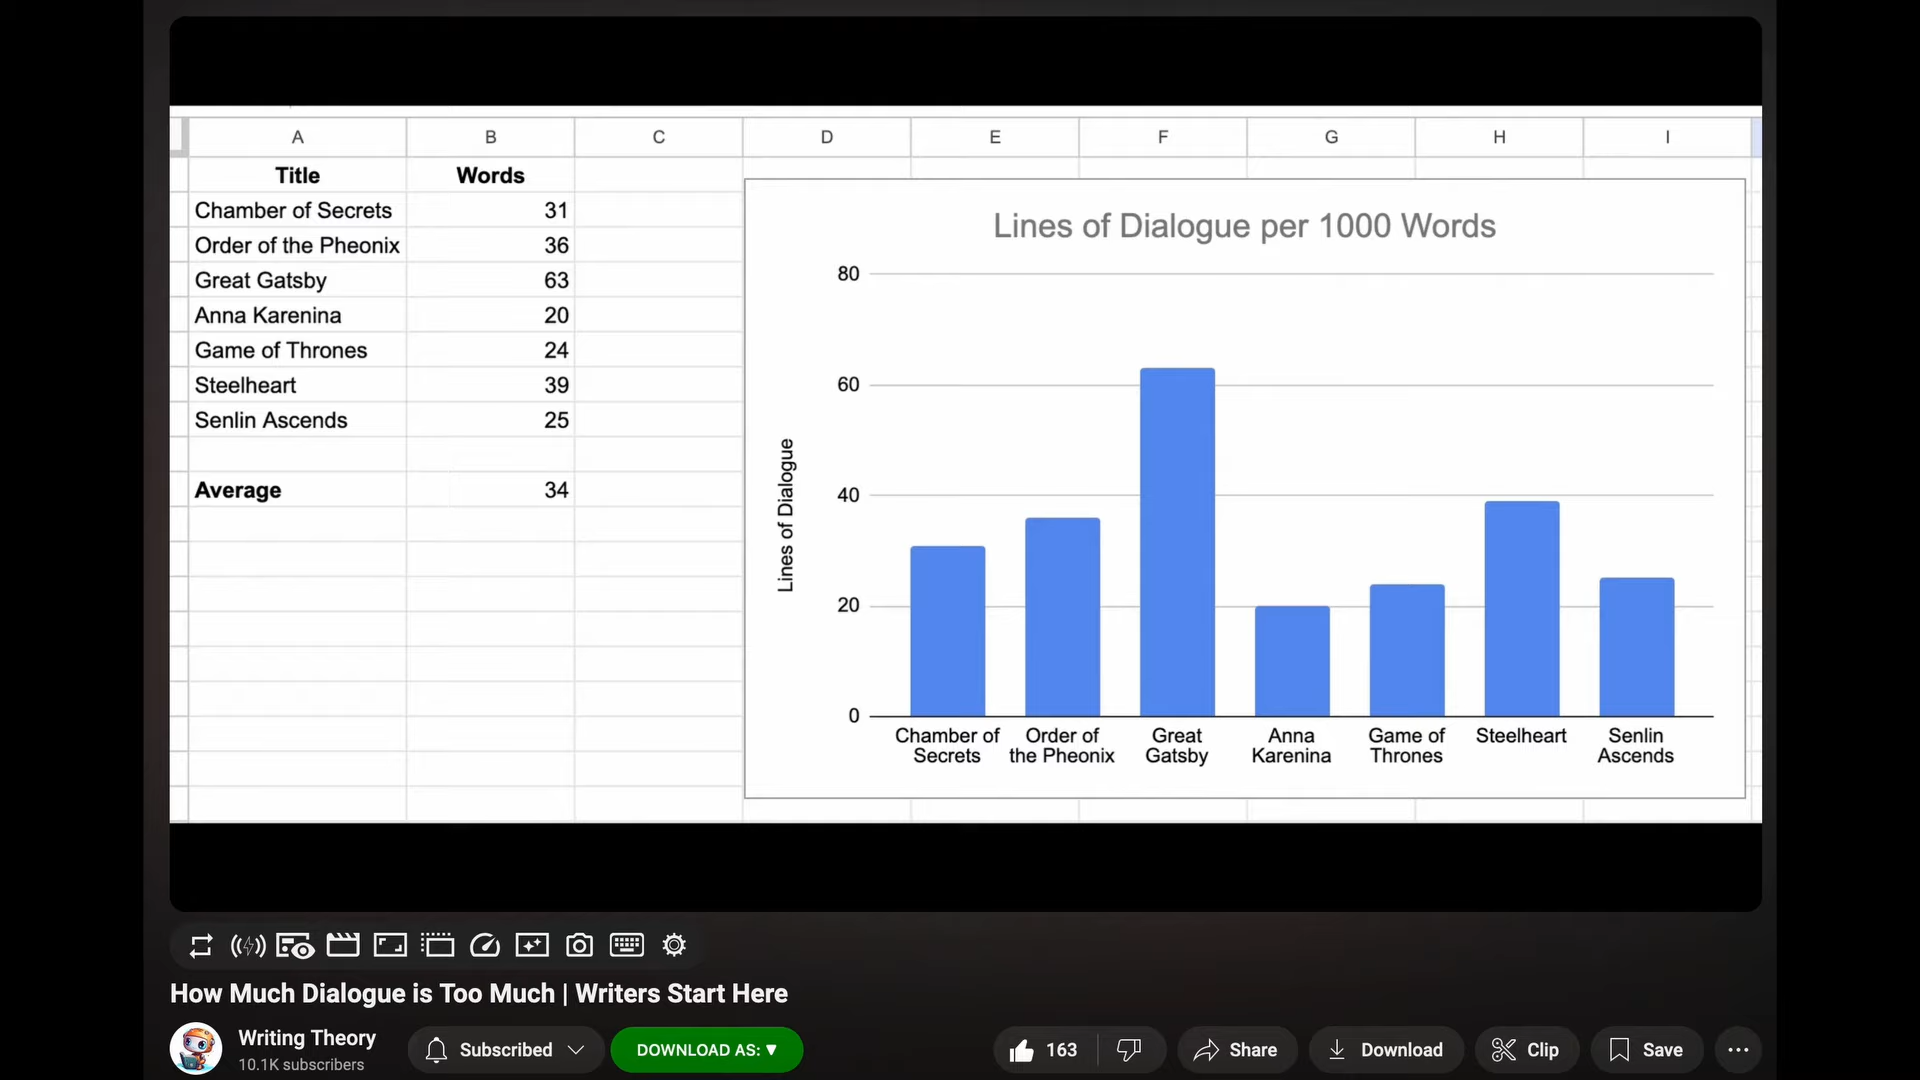 A B C D E F G H I
Title Words
Chamber of Secrets 31
Order of the Pheonix 36
Great Gatsby 63
Anna Karenina 20
Game of Thrones 24
Steelheart 39
Senlin Ascends 25
Average 34
Lines of Dialogue per 1000 Words
80
60
40
20
0
Lines of Dialogue
Chamber of Secrets
Order of the Pheonix
Great Gatsby
Anna Karenina
Game of Thrones
Steelheart
Senlin Ascends
How Much Dialogue is Too Much | Writers Start Here
Writing Theory
10.1K subscribers
Subscribed
DOWNLOAD AS: ▼
163
Share
Download
Clip
Save